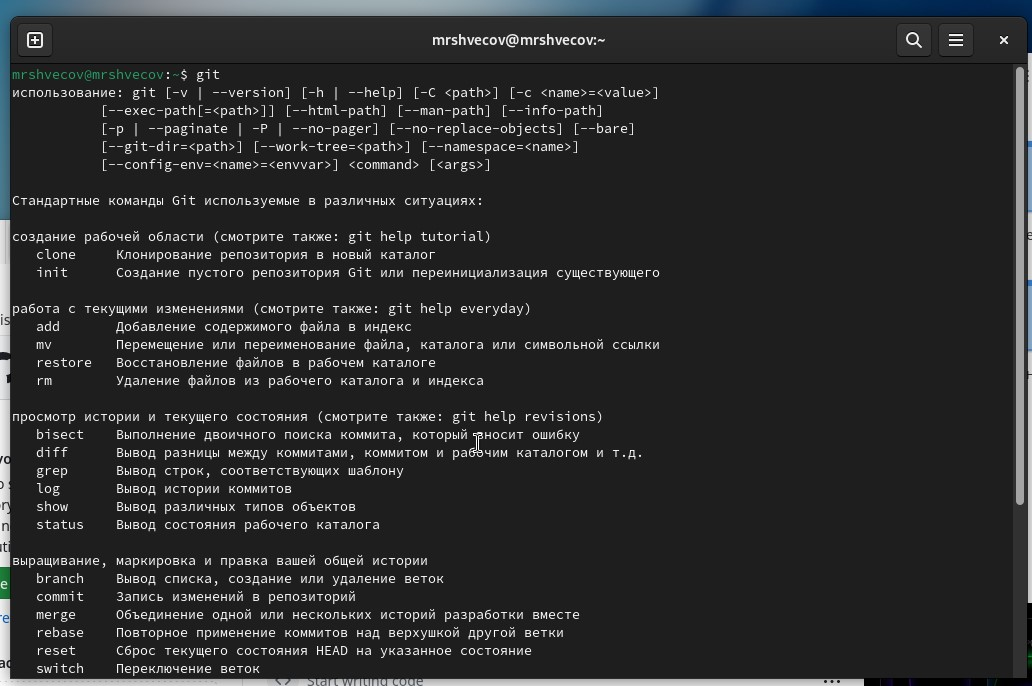 mrshvecov@mrshvecov:~
mrshvecov@mrshvecov:~$ git
использование: git [-v | --version] [-h | --help] [-C <path>] [-c <name>=<value>]
[--exec-path[=<path>]] [--html-path] [--man-path] [--info-path]
[-p | --paginate | -P | --no-pager] [--no-replace-objects] [--bare]
[--git-dir=<path>] [--work-tree=<path>] [--namespace=<name>]
[--config-env=<name>=<envvar>] <command> [<args>]
Стандартные команды Git используемые в различных ситуациях:
создание рабочей области (смотрите также: git help tutorial)
clone Клонирование репозитория в новый каталог
init Создание пустого репозитория Git или переинициализация существующего
работа с текущими изменениями (смотрите также: git help everyday)
add Добавление содержимого файла в индекс
mv Перемещение или переименование файла, каталога или символьной ссылки
restore Восстановление файлов в рабочем каталоге
rm Удаление файлов из рабочего каталога и индекса
просмотр истории и текущего состояния (смотрите также: git help revisions)
bisect Выполнение двоичного поиска коммита, который вносит ошибку
diff Вывод разницы между коммитами, коммитом и рабочим каталогом и т.д.
grep Вывод строк, соответствующих шаблону
log Вывод истории коммитов
show Вывод различных типов объектов
status Вывод состояния рабочего каталога
выращивание, маркировка и правка вашей общей истории
branch Вывод списка, создание или удаление веток
commit Запись изменений в репозиторий
merge Объединение одной или нескольких историй разработки вместе
rebase Повторное применение коммитов над верхушкой другой ветки
reset Сброс текущего состояния HEAD на указанное состояние
switch Переключение веток
Start writing code